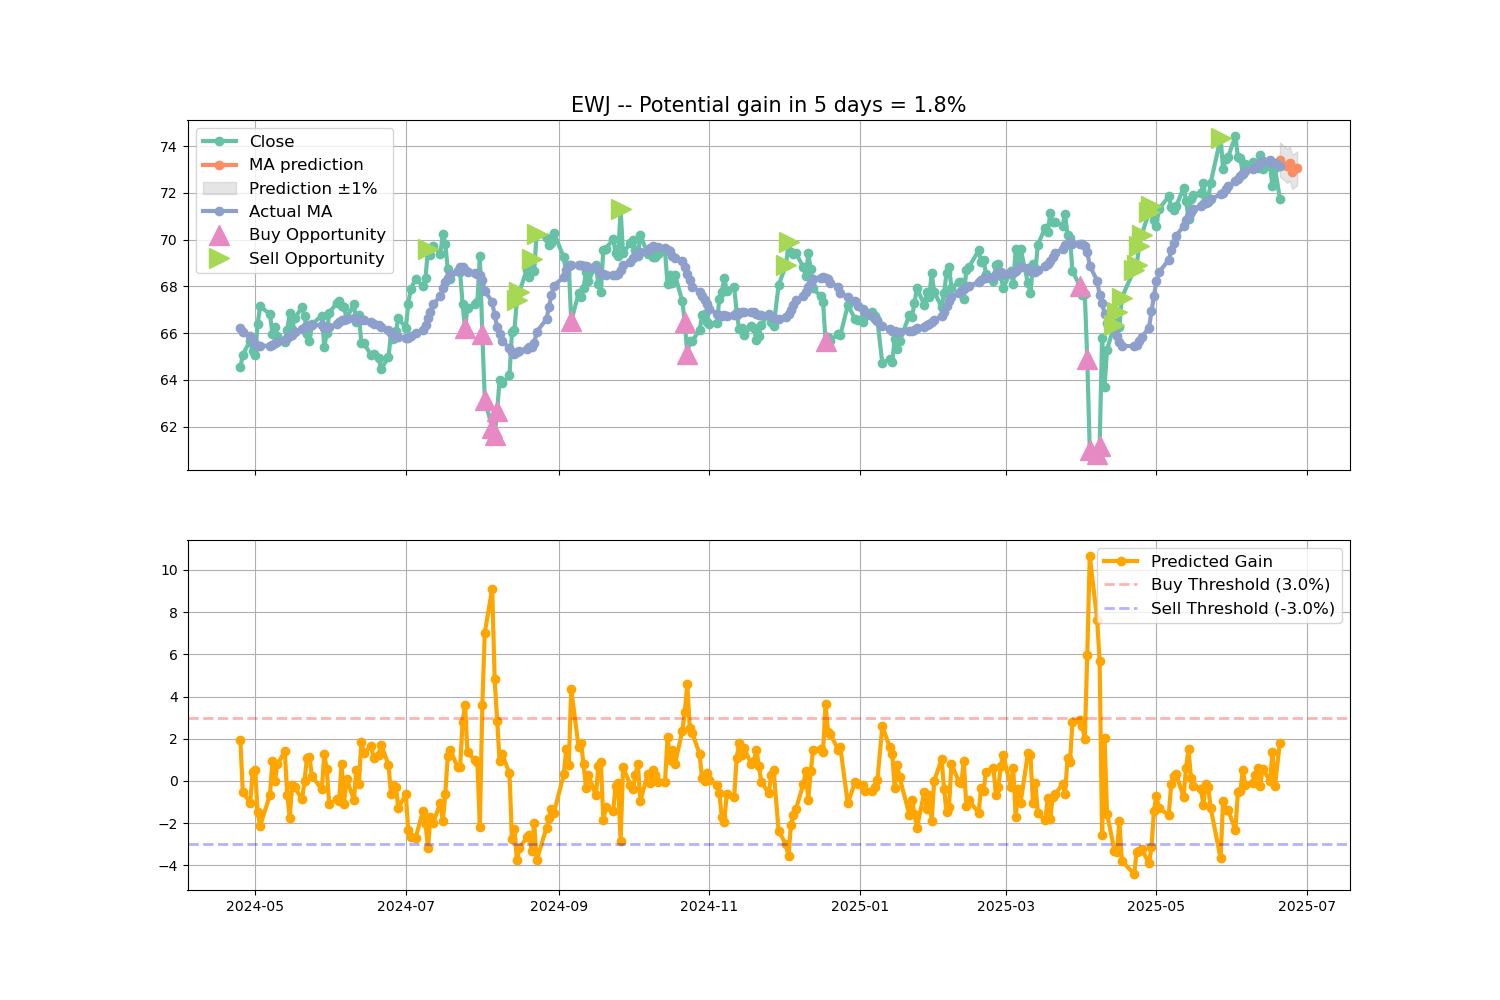 EWJ -- Potential gain in 5 days = 1.8%
Close
MA prediction
Prediction ±1%
Actual MA
Buy Opportunity
Sell Opportunity
74
72
70
68
66
64
62
Predicted Gain
Buy Threshold (3.0%)
Sell Threshold (-3.0%)
10
8
6
4
2
0
−2
−4
2024-05 2024-07 2024-09 2024-11 2025-01 2025-03 2025-05 2025-07